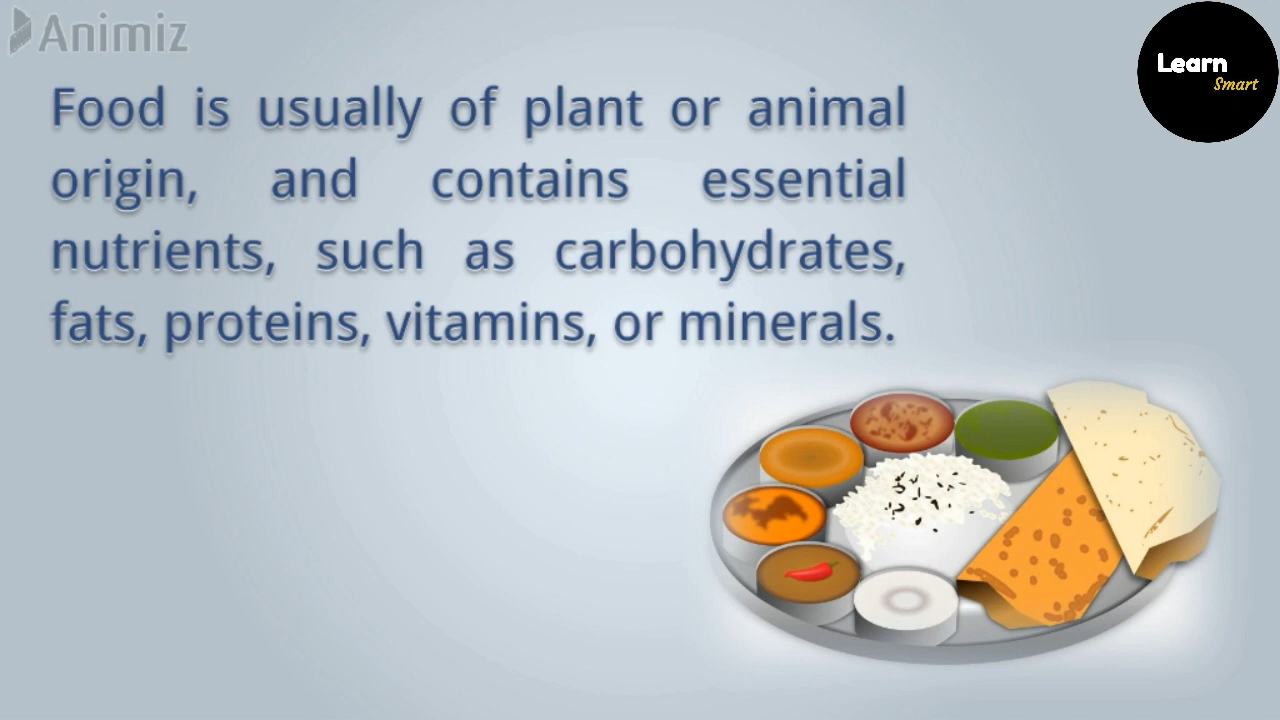 Animiz
Learn
Smart
Food is usually of plant or animal
origin, and contains essential
nutrients, such as carbohydrates,
fats, proteins, vitamins, or minerals.